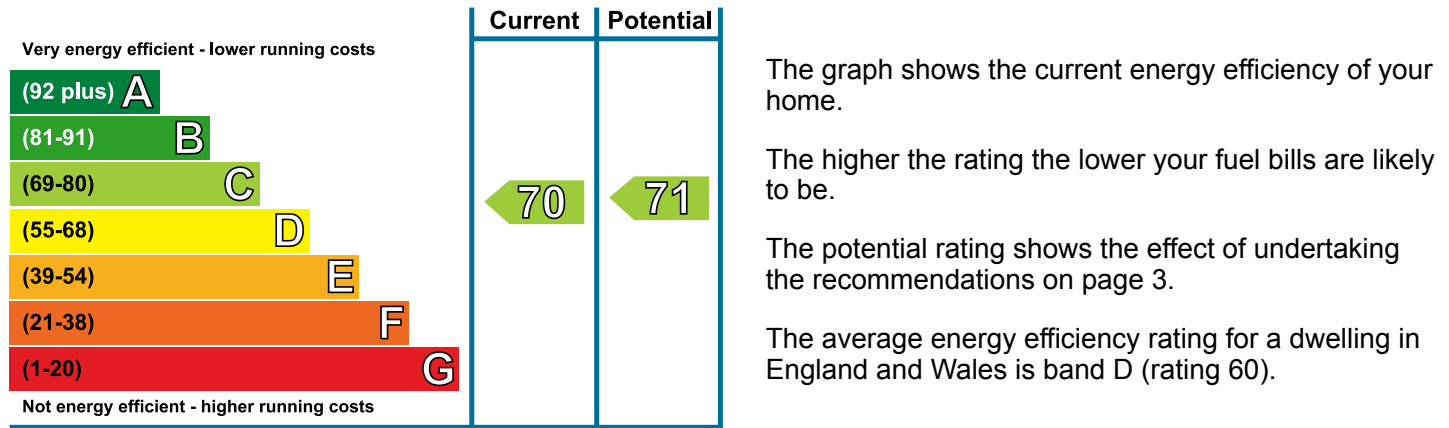 Current Potential
Very energy efficient - lower running costs
(92 plus) A
(81-91) B
(69-80) C
(55-68) D
(39-54) E
(21-38) F
(1-20) G
Not energy efficient - higher running costs
70 71
The graph shows the current energy efficiency of your
home.
The higher the rating the lower your fuel bills are likely
to be.
The potential rating shows the effect of undertaking
the recommendations on page 3.
The average energy efficiency rating for a dwelling in
England and Wales is band D (rating 60).